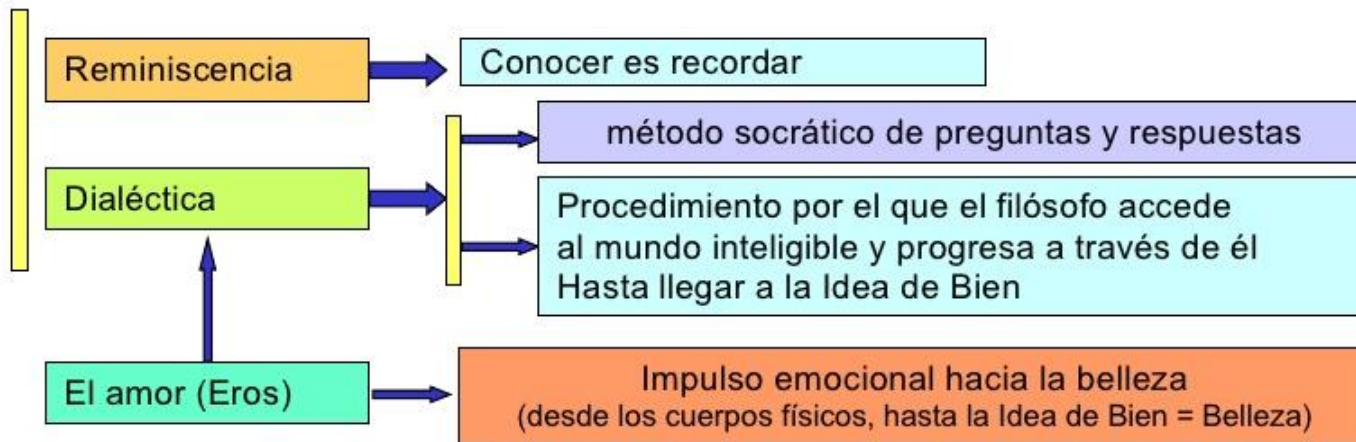 Reminiscencia
Conocer es recordar
Dialéctica
método socrático de preguntas y respuestas
Procedimiento por el que el filósofo accede
al mundo inteligible y progresa a través de él
Hasta llegar a la Idea de Bien
El amor (Eros)
Impulso emocional hacia la belleza
(desde los cuerpos físicos, hasta la Idea de Bien = Belleza)